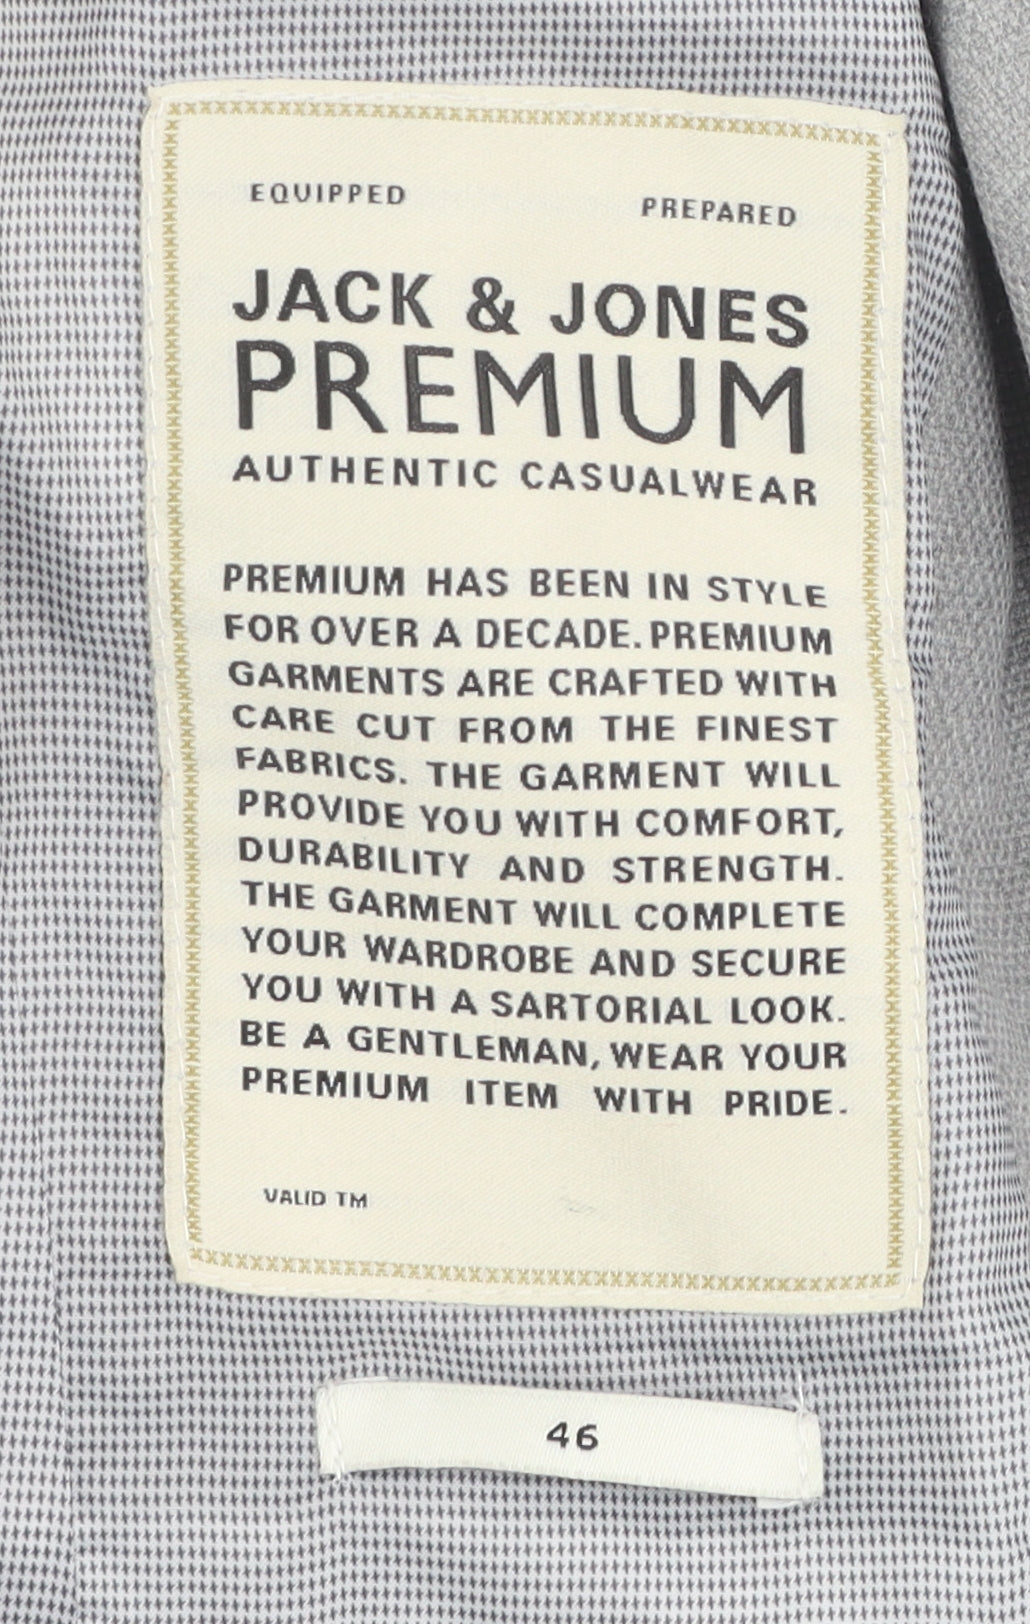 EQUIPPED PREPARED
JACK & JONES
PREMIUM
AUTHENTIC CASUALWEAR
PREMIUM HAS BEEN IN STYLE
FOR OVER A DECADE. PREMIUM
GARMENTS ARE CRAFTED WITH
CARE CUT FROM THE FINEST
FABRICS. THE GARMENT WILL
PROVIDE YOU WITH COMFORT,
DURABILITY AND STRENGTH.
THE GARMENT WILL COMPLETE
YOUR WARDROBE AND SECURE
YOU WITH A SARTORIAL LOOK.
BE A GENTLEMAN, WEAR YOUR
PREMIUM ITEM WITH PRIDE.
VALID TM
46